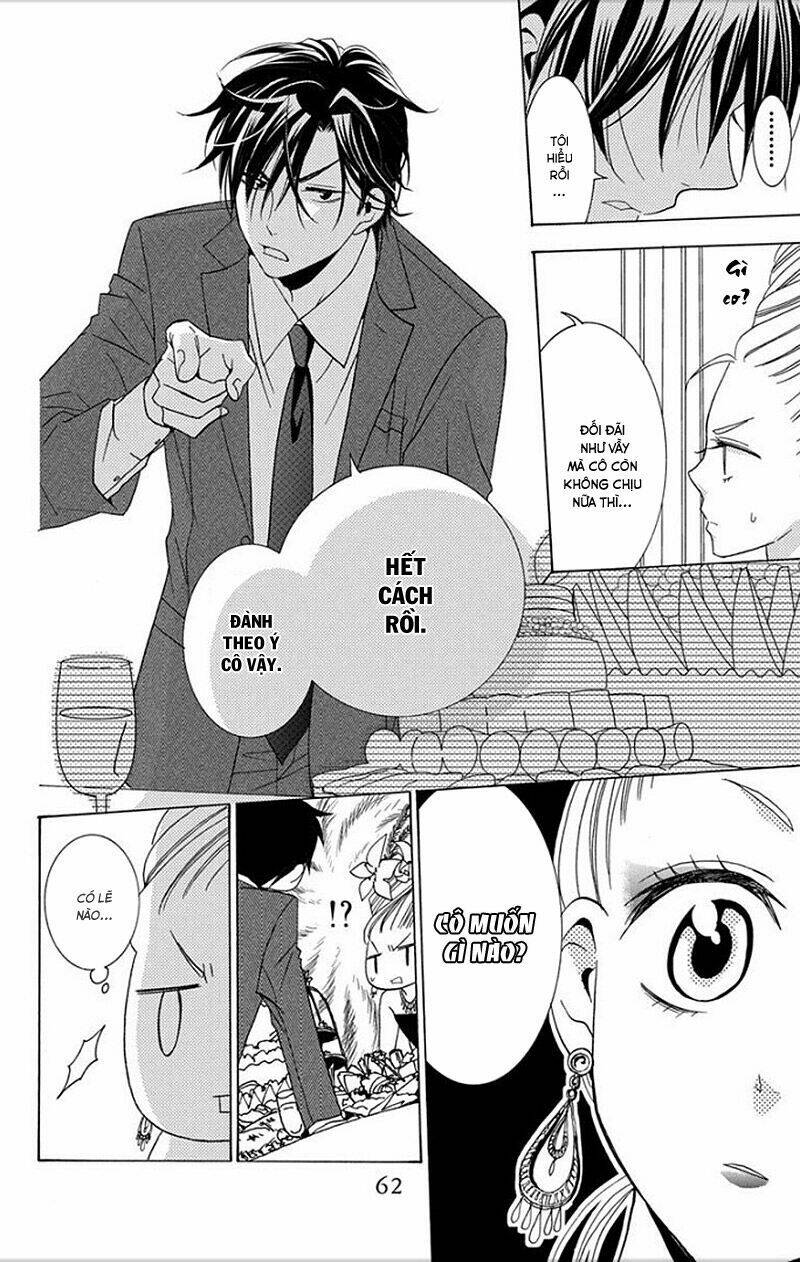 ......
TÔI
HIỂU
RỒI
...
Gì
cơ?
ĐỐI ĐÃI
NHƯ VẦY
MÀ CÔ CÒN
KHÔNG CHỊU
NỮA THÌ...
HẾT
CÁCH
RỒI.
ĐÀNH
THEO Ý
CÔ VẬY.
CÔ MUỐN
GÌ NÀO?
!?
CÓ LẼ
NÀO...
62